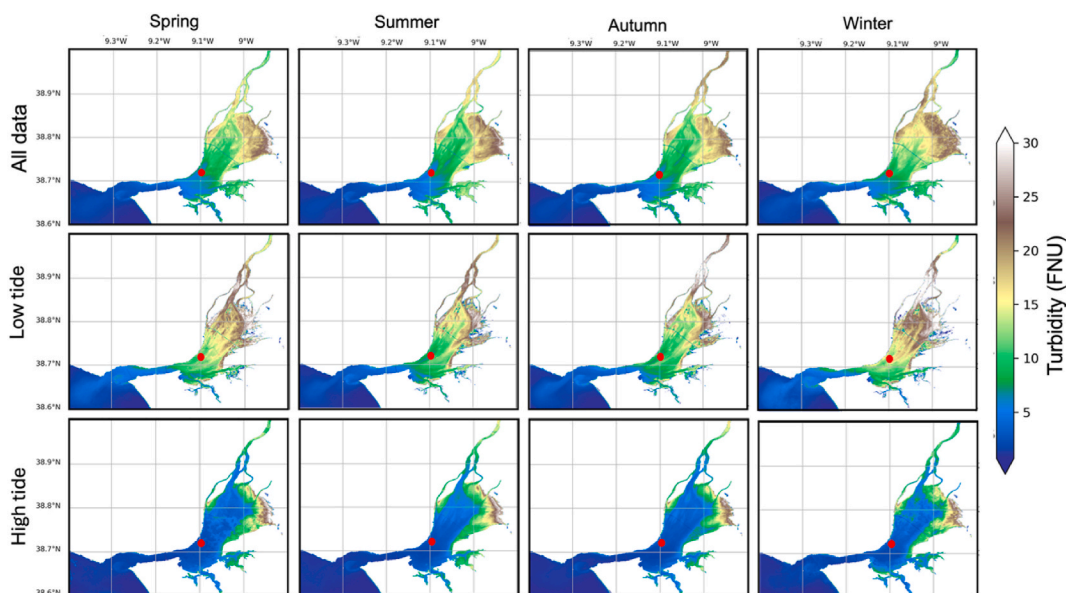 Spring Summer Autumn Winter
9.3°W 9.2°W 9.1°W 9°W 9.3°W 9.2°W 9.1°W 9°W 9.3°W 9.2°W 9.1°W 9°W 9.3°W 9.2°W 9.1°W 9°W
All data
38.9°N
38.8°N
38.7°N
38.6°N
Low tide
38.9°N
38.8°N
38.7°N
38.6°N
High tide
38.9°N
38.8°N
38.7°N
38.6°N
30
25
20
15
10
5
Turbidity (FNU)